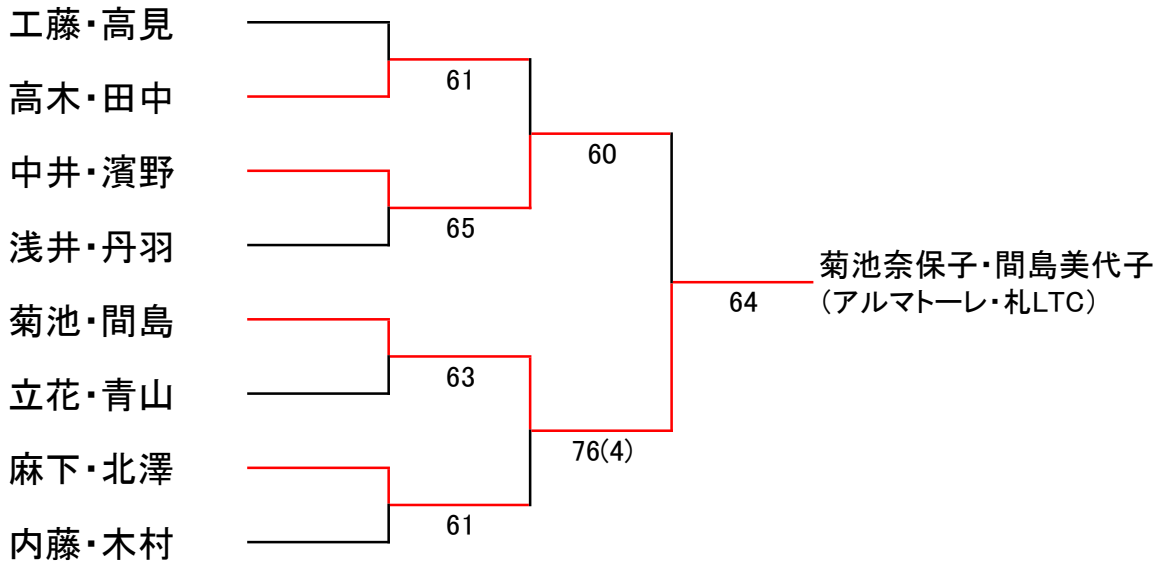 工藤・高見
61
高木・田中
60
中井・濱野
65
浅井・丹羽
菊池奈保子・間島美代子
64
(アルマトーレ・札LTC)
菊池・間島
63
立花・青山
76(4)
麻下・北澤
61
内藤・木村